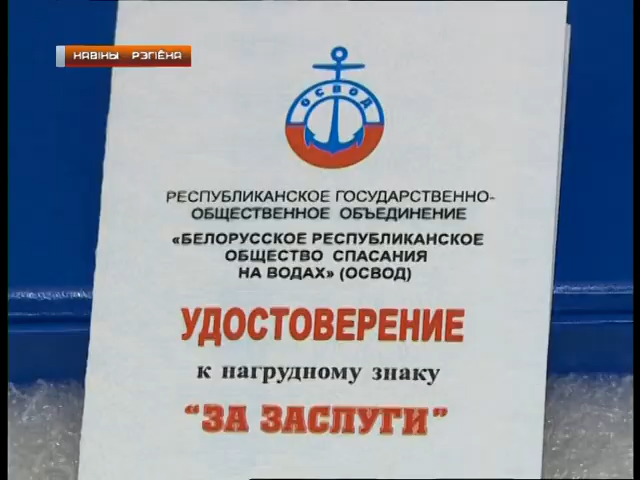 НАВІНЫ РЭГІЁНА
ОСВОД
РЕСПУБЛИКАНСКОЕ ГОСУДАРСТВЕННО-
ОБЩЕСТВЕННОЕ ОБЪЕДИНЕНИЕ
«БЕЛОРУССКОЕ РЕСПУБЛИКАНСКОЕ
ОБЩЕСТВО СПАСАНИЯ
НА ВОДАХ» (ОСВОД)
УДОСТОВЕРЕНИЕ
к нагрудному знаку
“ЗА ЗАСЛУГИ”